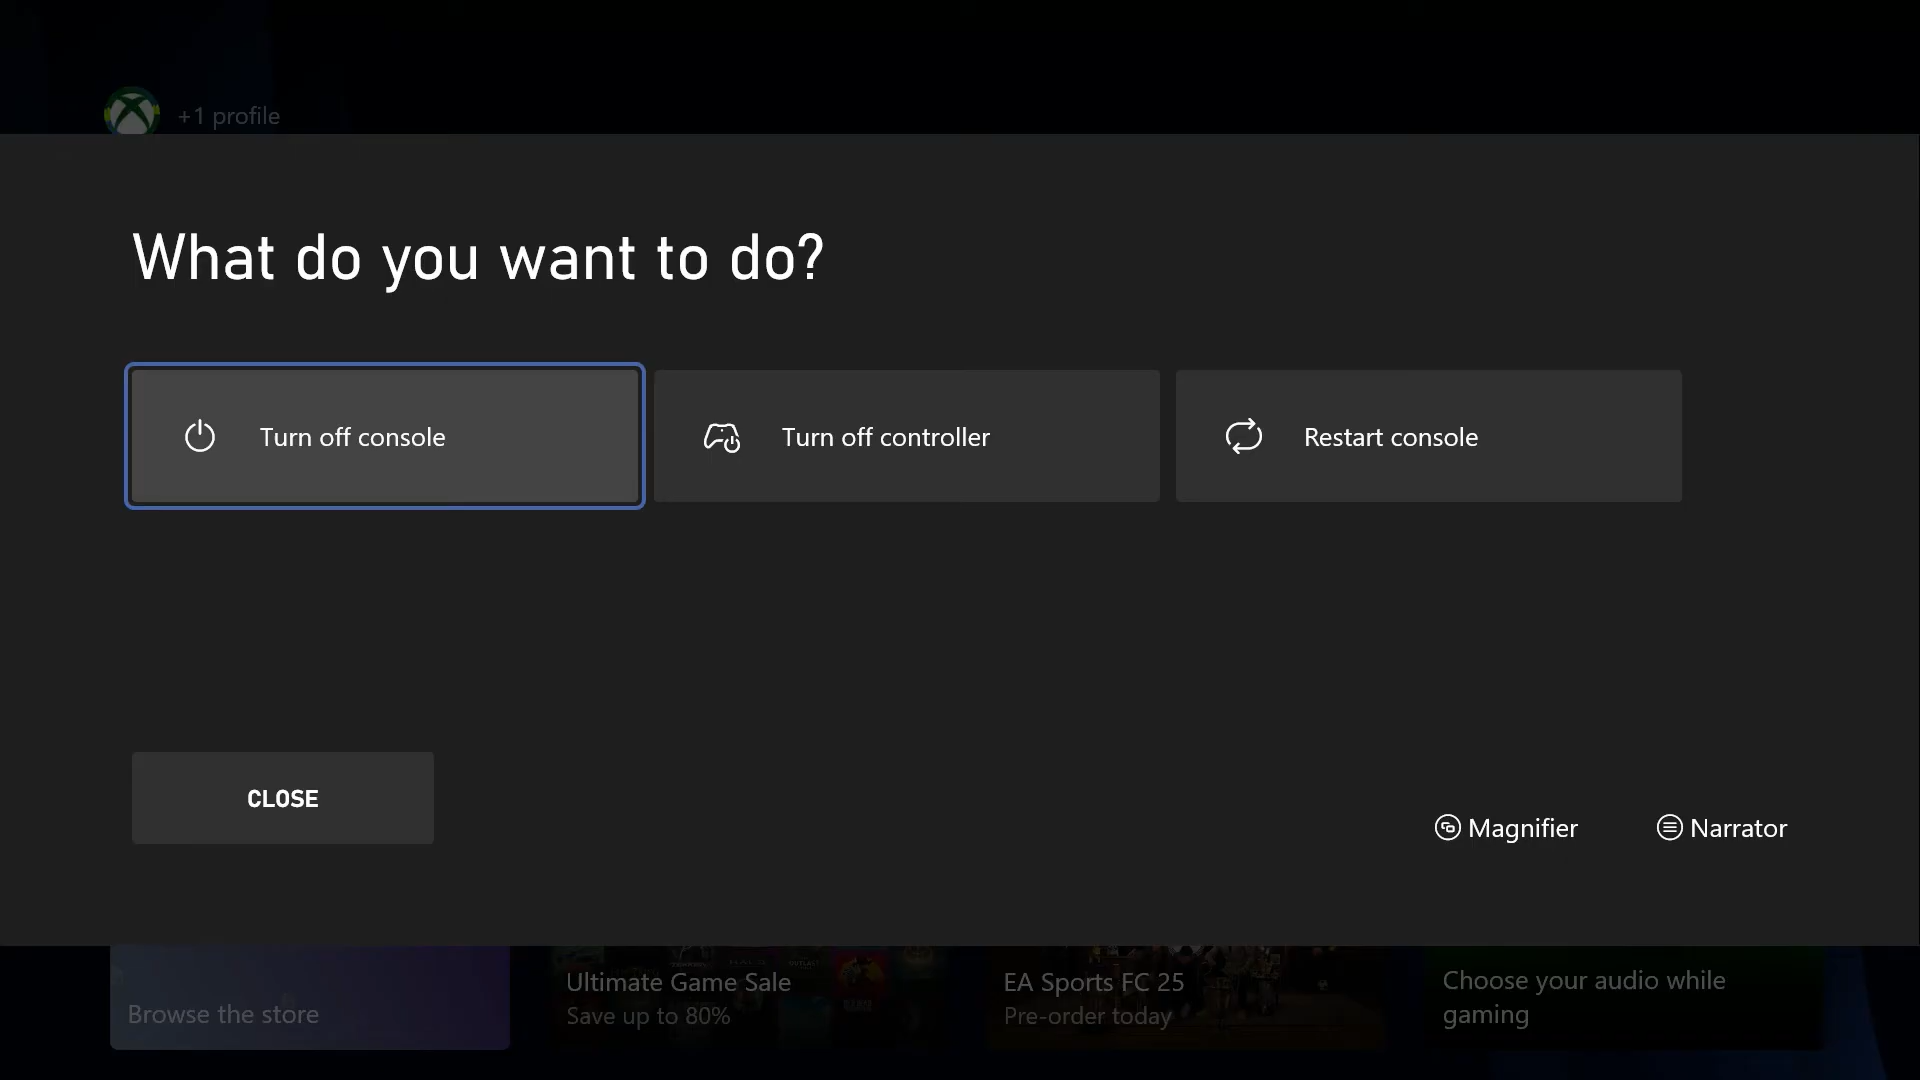 +1 profile
What do you want to do?
Turn off console
Turn off controller
Restart console
CLOSE
Magnifier
Narrator
Browse the store
Ultimate Game Sale
Save up to 80%
EA Sports FC 25
Pre-order today
Choose your audio while
gaming